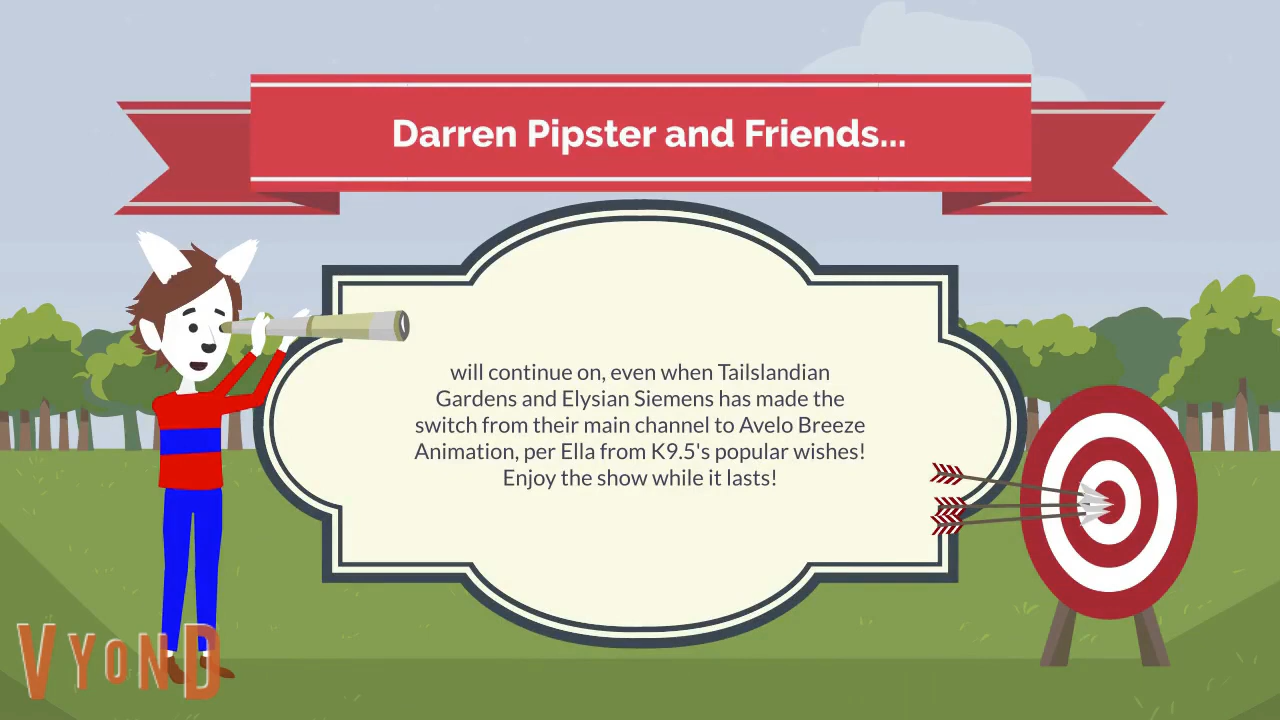 Darren Pipster and Friends...
will continue on, even when Tailslandian
Gardens and Elysian Siemens has made the
switch from their main channel to Avelo Breeze
Animation, per Ella from K9.5's popular wishes!
Enjoy the show while it lasts!
VYOND